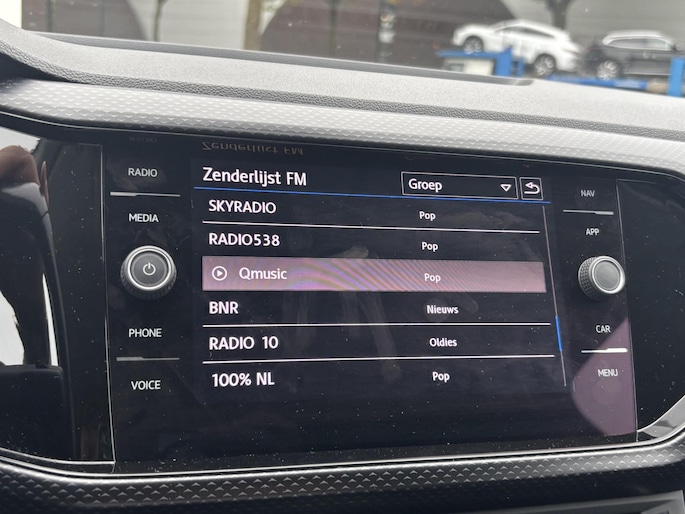 RADIO
MEDIA
PHONE
VOICE
Zenderlijst FM
Groep
SKYRADIO Pop
RADIO538 Pop
Qmusic Pop
BNR Nieuws
RADIO 10 Oldies
100% NL Pop
NAV
APP
CAR
MENU